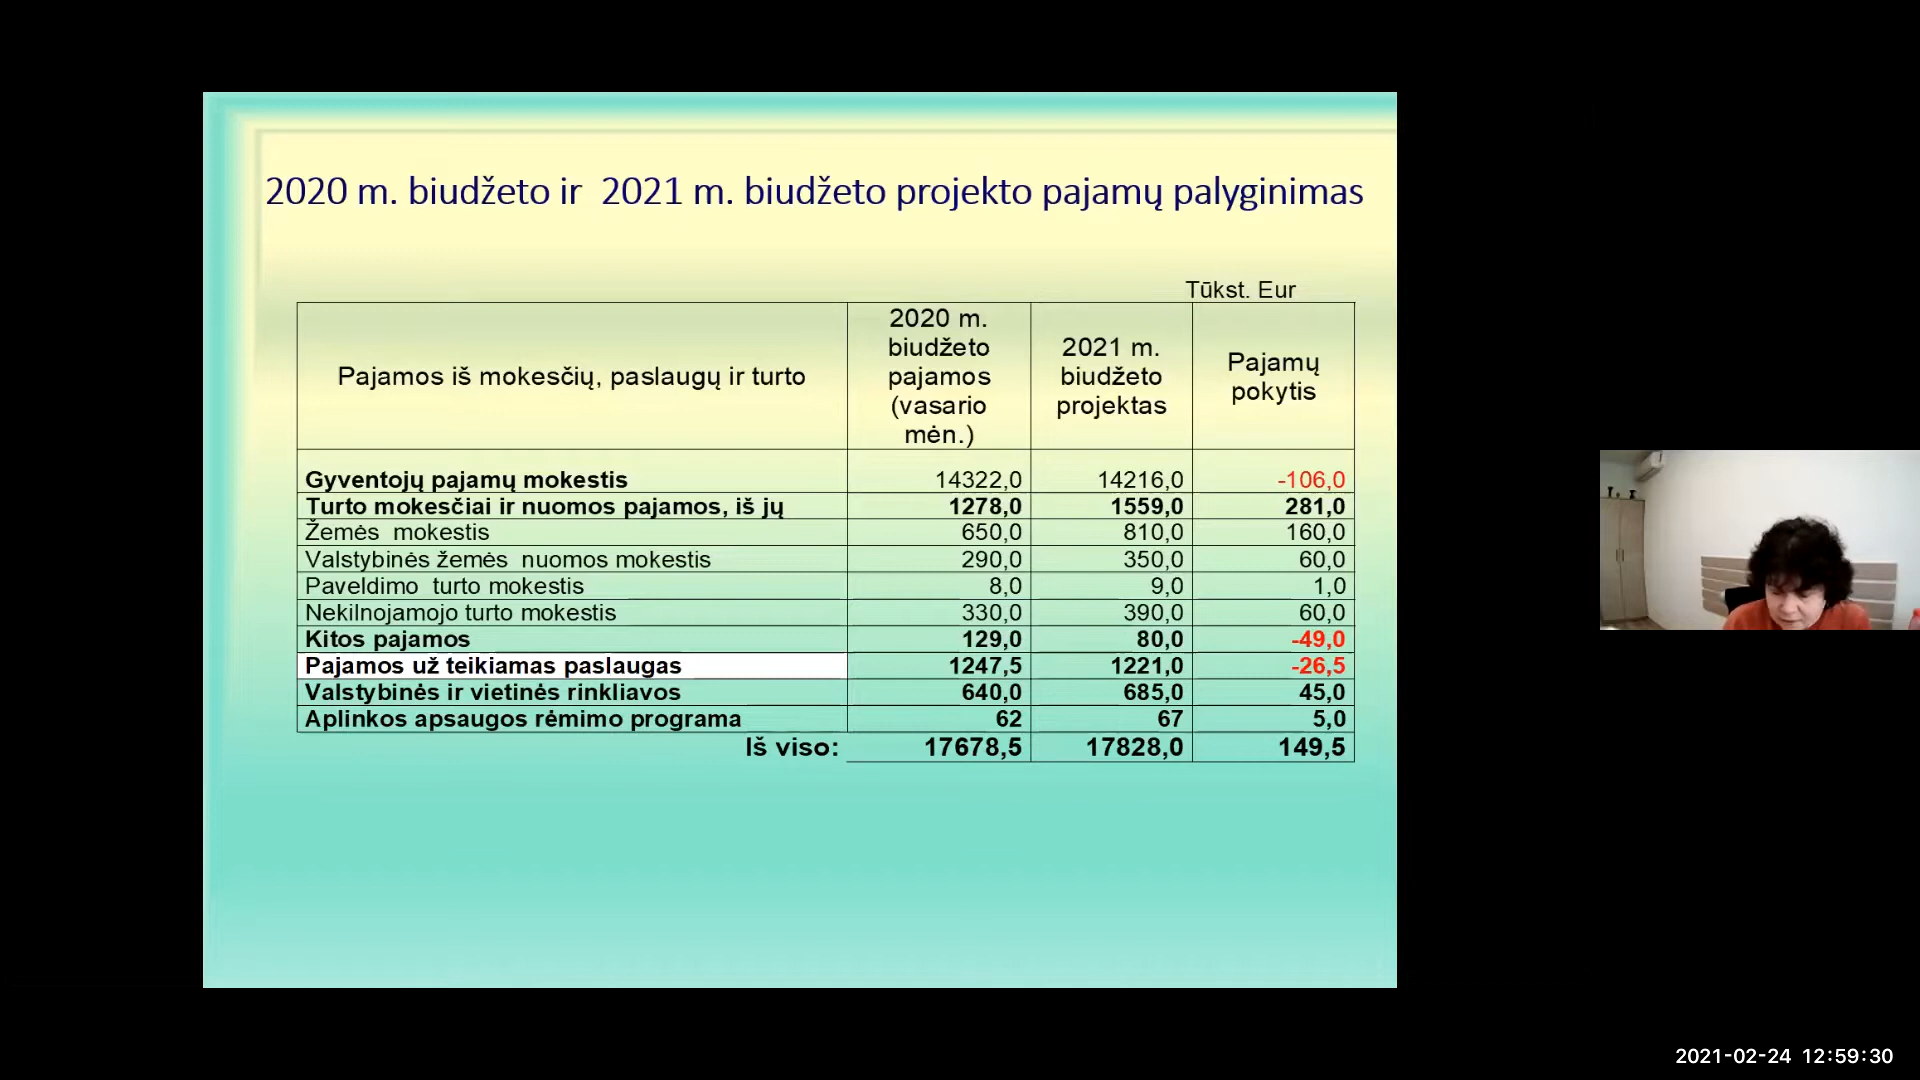 2020 m. biudžeto ir  2021 m. biudžeto projekto pajamų palyginimas
Tūkst. Eur
Pajamos iš mokesčių, paslaugų ir turto
2020 m.
biudžeto
pajamos
(vasario
mėn.)
2021 m.
biudžeto
projektas
Pajamų
pokytis
Gyventojų pajamų mokestis 14322,0 14216,0 -106,0
Turto mokesčiai ir nuomos pajamos, iš jų 1278,0 1559,0 281,0
Žemės  mokestis 650,0 810,0 160,0
Valstybinės žemės  nuomos mokestis 290,0 350,0 60,0
Paveldimo  turto mokestis 8,0 9,0 1,0
Nekilnojamojo turto mokestis 330,0 390,0 60,0
Kitos pajamos 129,0 80,0 -49,0
Pajamos už teikiamas paslaugas 1247,5 1221,0 -26,5
Valstybinės ir vietinės rinkliavos 640,0 685,0 45,0
Aplinkos apsaugos rėmimo programa 62 67 5,0
Iš viso: 17678,5 17828,0 149,5
2021-02-24 12:59:30